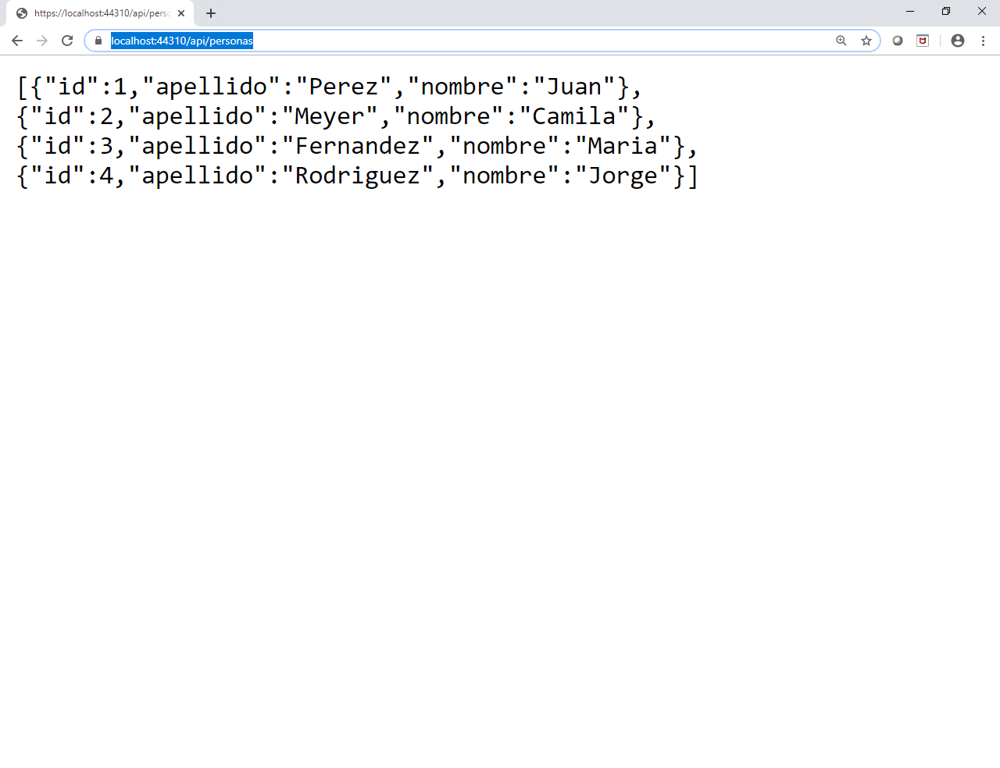 https://localhost:44310/api/perso
localhost:44310/api/personas
[{"id":1,"apellido":"Perez","nombre":"Juan"},
{"id":2,"apellido":"Meyer","nombre":"Camila"},
{"id":3,"apellido":"Fernandez","nombre":"Maria"},
{"id":4,"apellido":"Rodriguez","nombre":"Jorge"}]